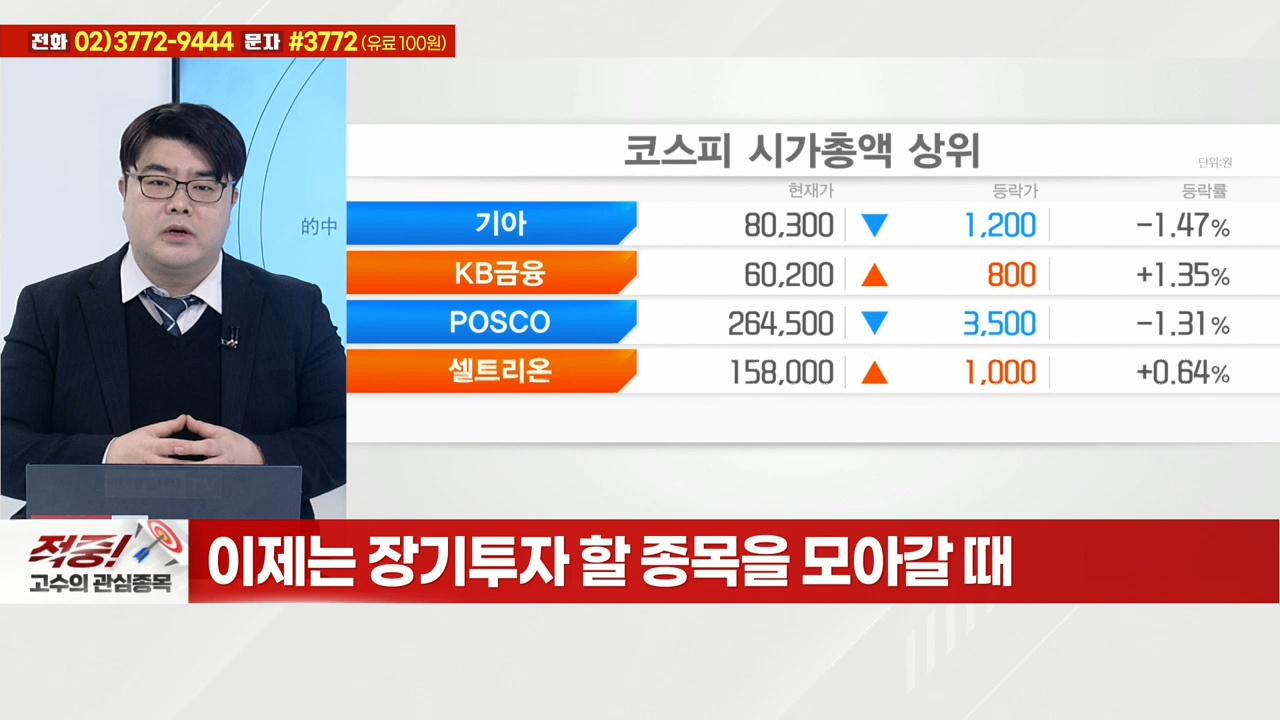 전화 02)3772-9444 문자 #3772 (유료100원)
的中
코스피 시가총액 상위
단위:원
현재가 등락가 등락률
기아 80,300 ▼ 1,200 -1.47%
KB금융 60,200 ▲ 800 +1.35%
POSCO 264,500 ▼ 3,500 -1.31%
셀트리온 158,000 ▲ 1,000 +0.64%
적중!
고수의 관심종목
이제는 장기투자 할 종목을 모아갈 때